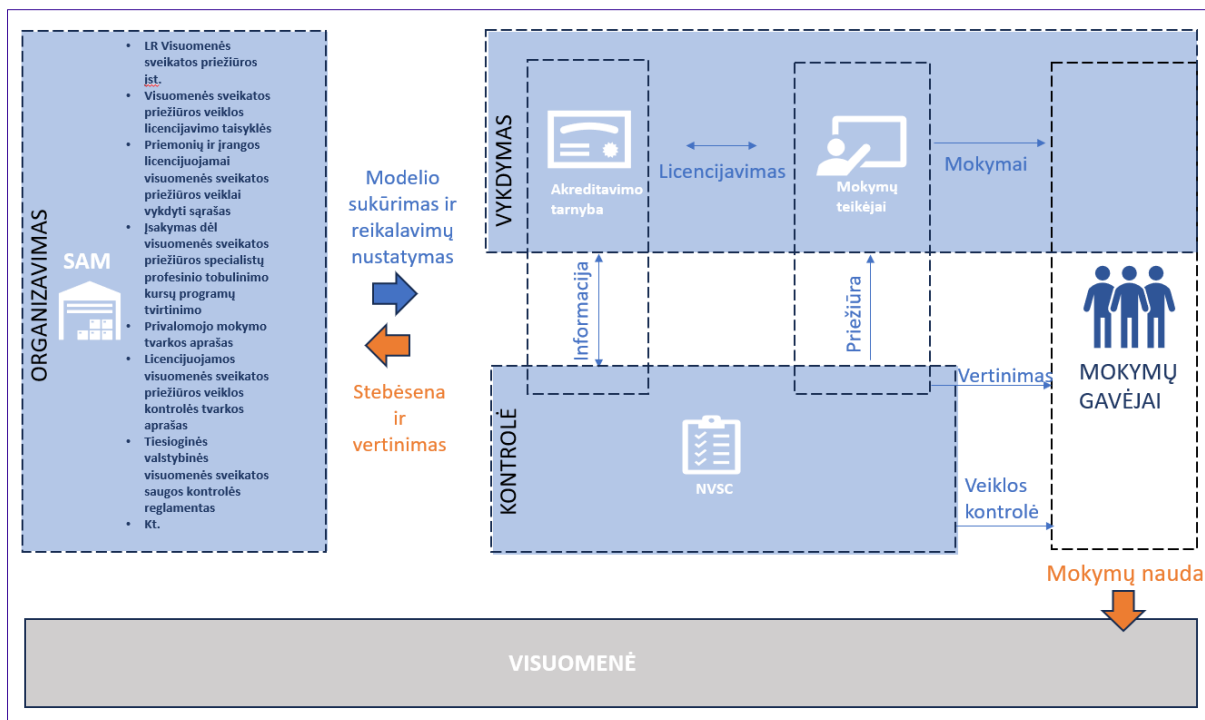 ORGANIZAVIMAS
SAM
• LR Visuomenės
sveikatos priežiūros
įst.
• Visuomenės sveikatos
priežiūros veiklos
licencijavimo taisyklės
• Priemonių ir įrangos
licencijuojamai
visuomenės sveikatos
priežiūros veiklai
vykdyti sąrašas
• Įsakymas dėl
visuomenės sveikatos
priežiūros specialistų
profesinio tobulinimo
kursų programų
tvirtinimo
• Privalomojo mokymo
tvarkos aprašas
• Licencijuojamos
visuomenės sveikatos
priežiūros veiklos
kontrolės tvarkos
aprašas
• Tiesioginės
valstybinės
visuomenės sveikatos
saugos kontrolės
reglamentas
• Kt.
Modelio
sukūrimas ir
reikalavimų
nustatymas
Stebėsena
ir
vertinimas
VYKDYMAS
Akreditavimo
tarnyba
Licencijavimas
Mokymų
teikėjai
Mokymai
Informacija
Priežiūra
KONTROLĖ
NVSC
Vertinimas
Veiklos
kontrolė
MOKYMŲ
GAVĖJAI
Mokymų nauda
VISUOMENĖ